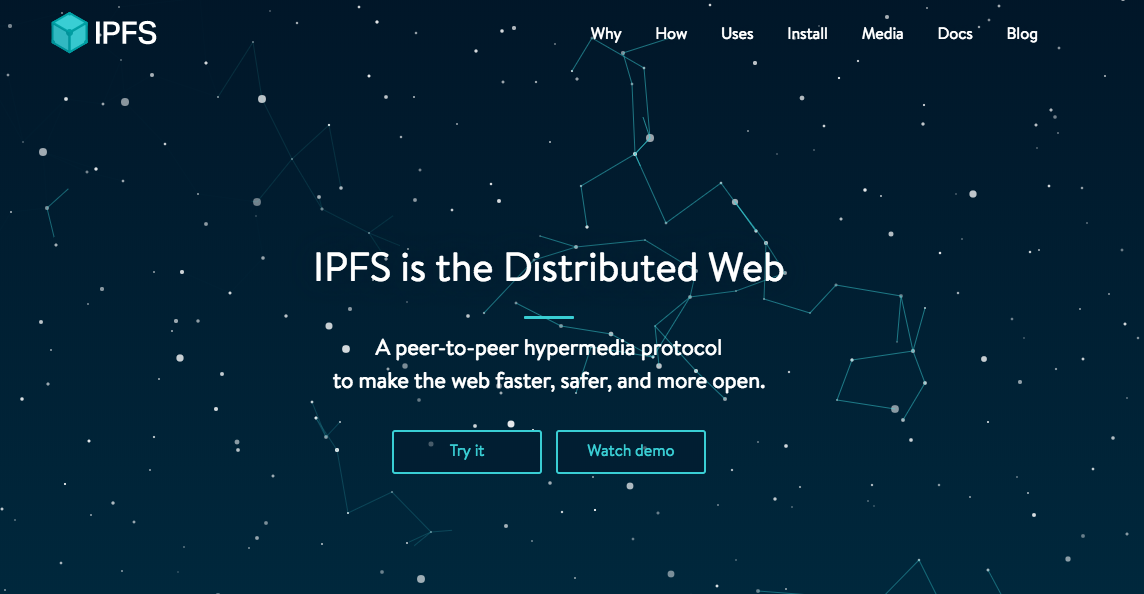 IPFS
Why How Uses Install Media Docs Blog
IPFS is the Distributed Web
A peer-to-peer hypermedia protocol
to make the web faster, safer, and more open.
Try it Watch demo